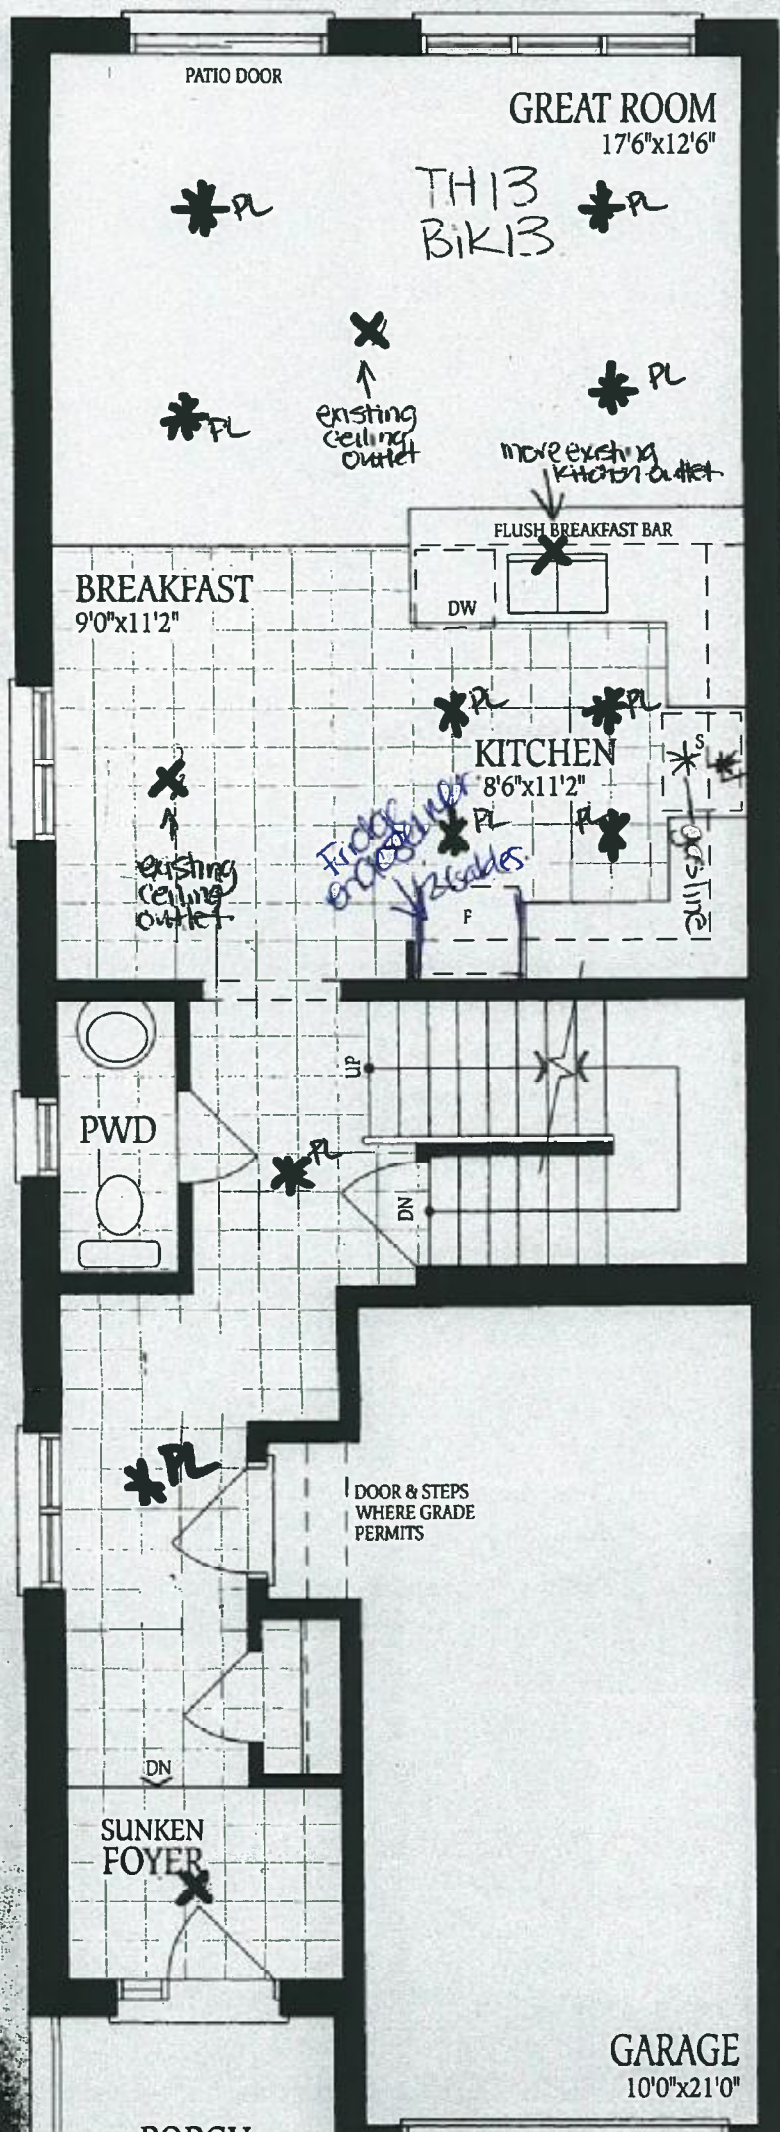 PATIO DOOR
GREAT ROOM
17'6"x12'6"
TH13
BIK13
PL
PL
PL
PL
existing
ceiling
outlet
move existing
kitchen outlet
FLUSH BREAKFAST BAR
DW
BREAKFAST
9'0"x11'2"
PL
PL
KITCHEN
8'6"x11'2"
S
PL
PL
gasline
existing
ceiling
outlet
Fridge
F
UP
PWD
PL
DN
PL
DOOR & STEPS
WHERE GRADE
PERMITS
DN
SUNKEN
FOYER
GARAGE
10'0"x21'0"
PORCH